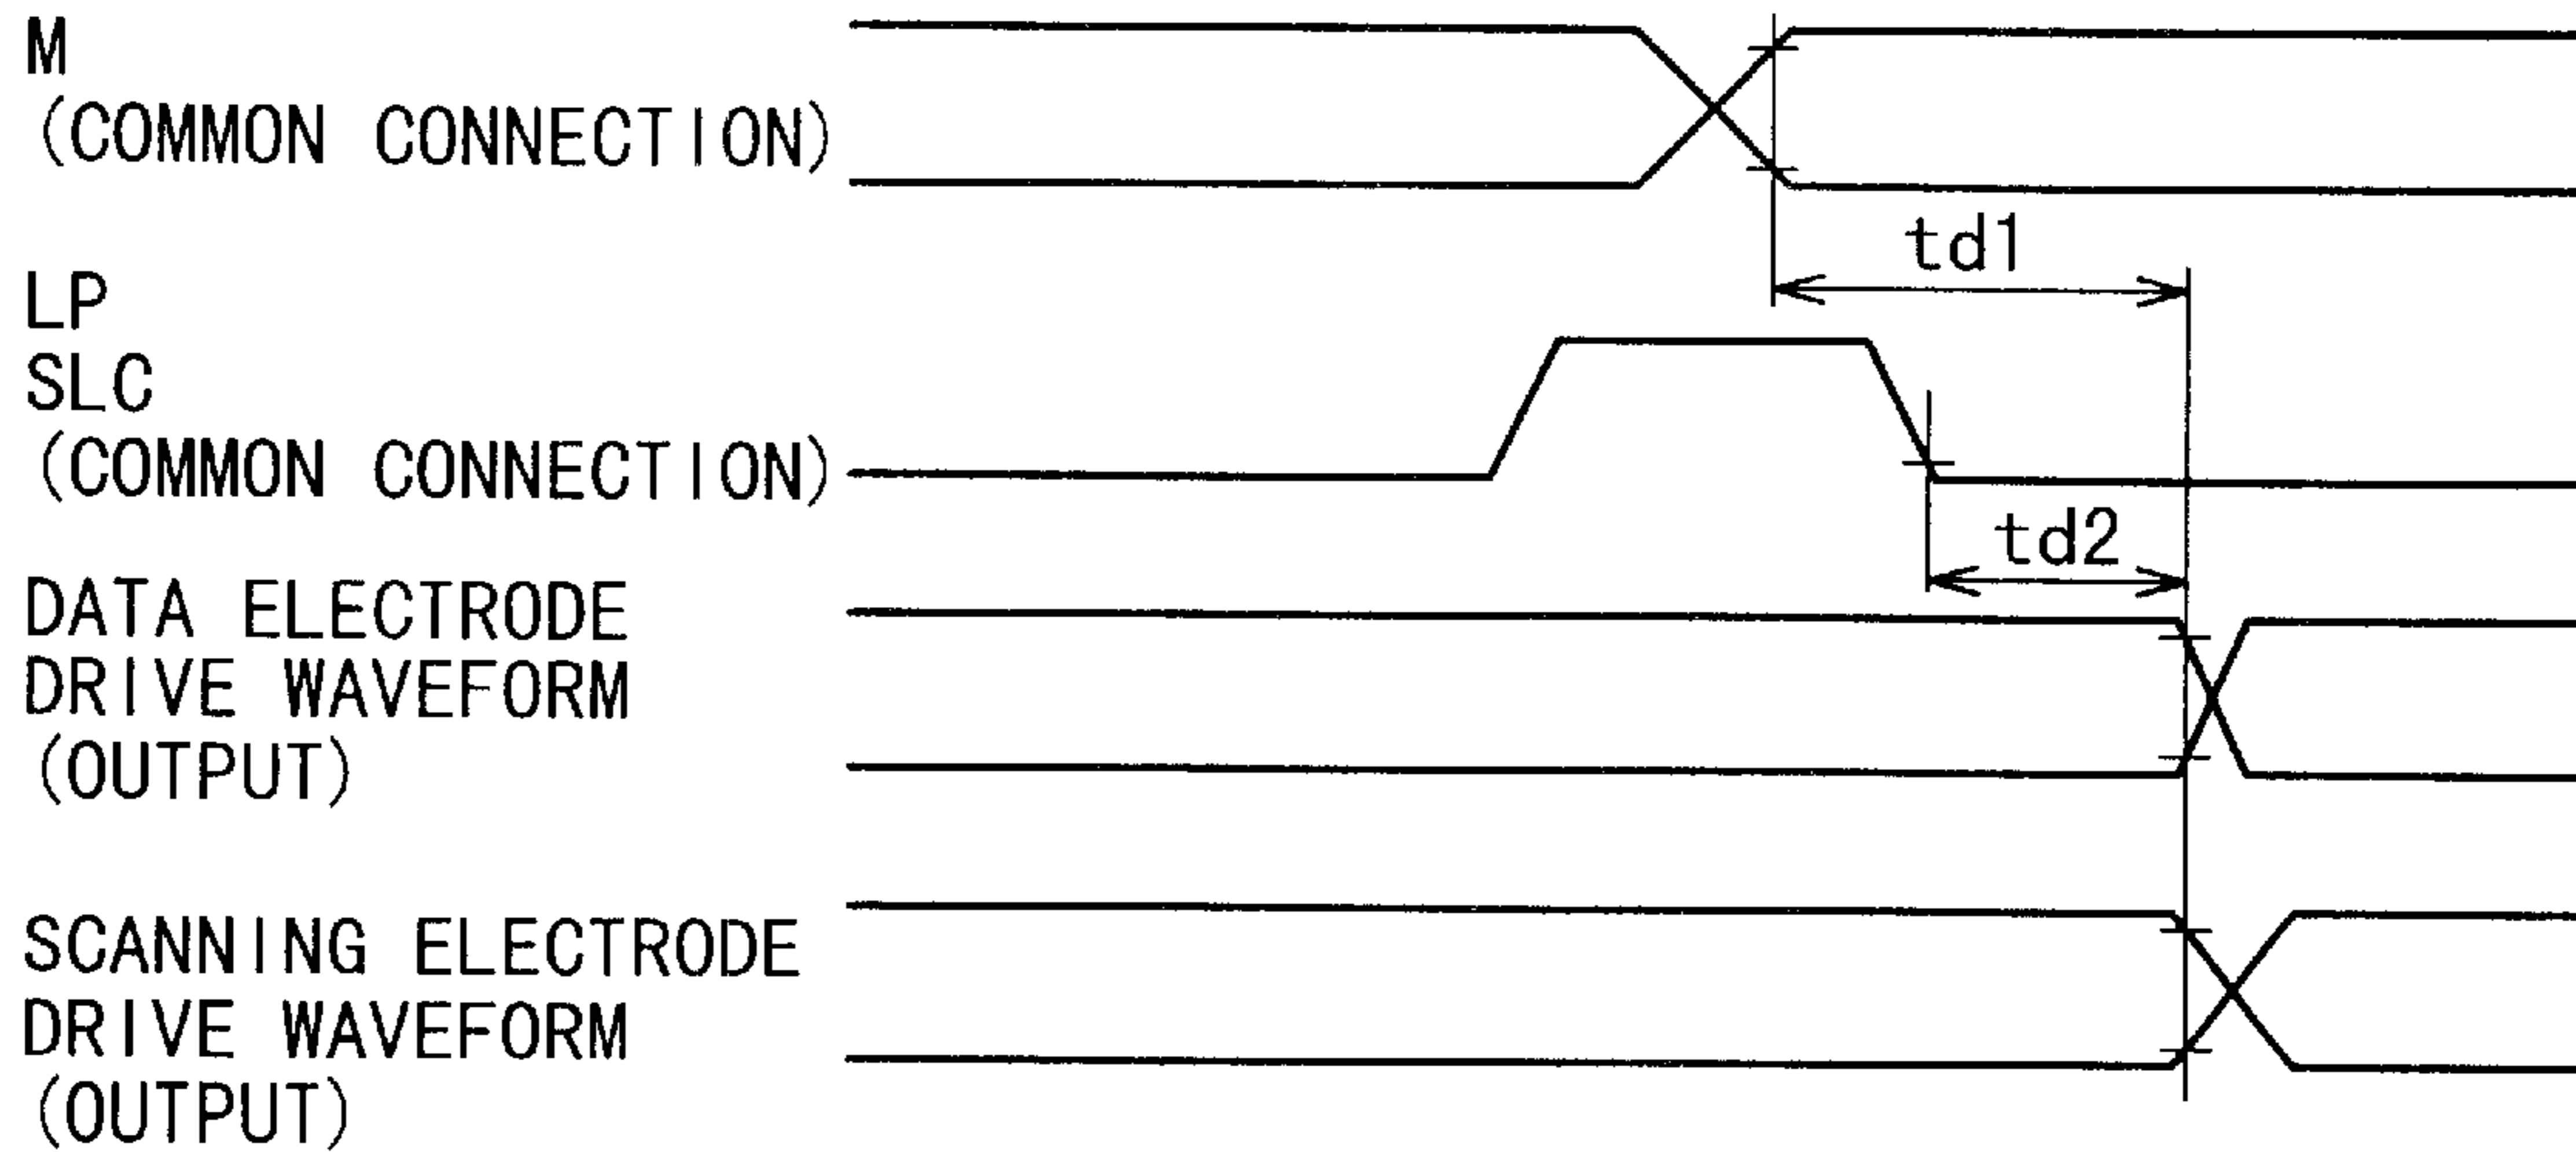 M
(COMMON CONNECTION)
td1
LP
SLC
(COMMON CONNECTION)
td2
DATA ELECTRODE
DRIVE WAVEFORM
(OUTPUT)
SCANNING ELECTRODE
DRIVE WAVEFORM
(OUTPUT)